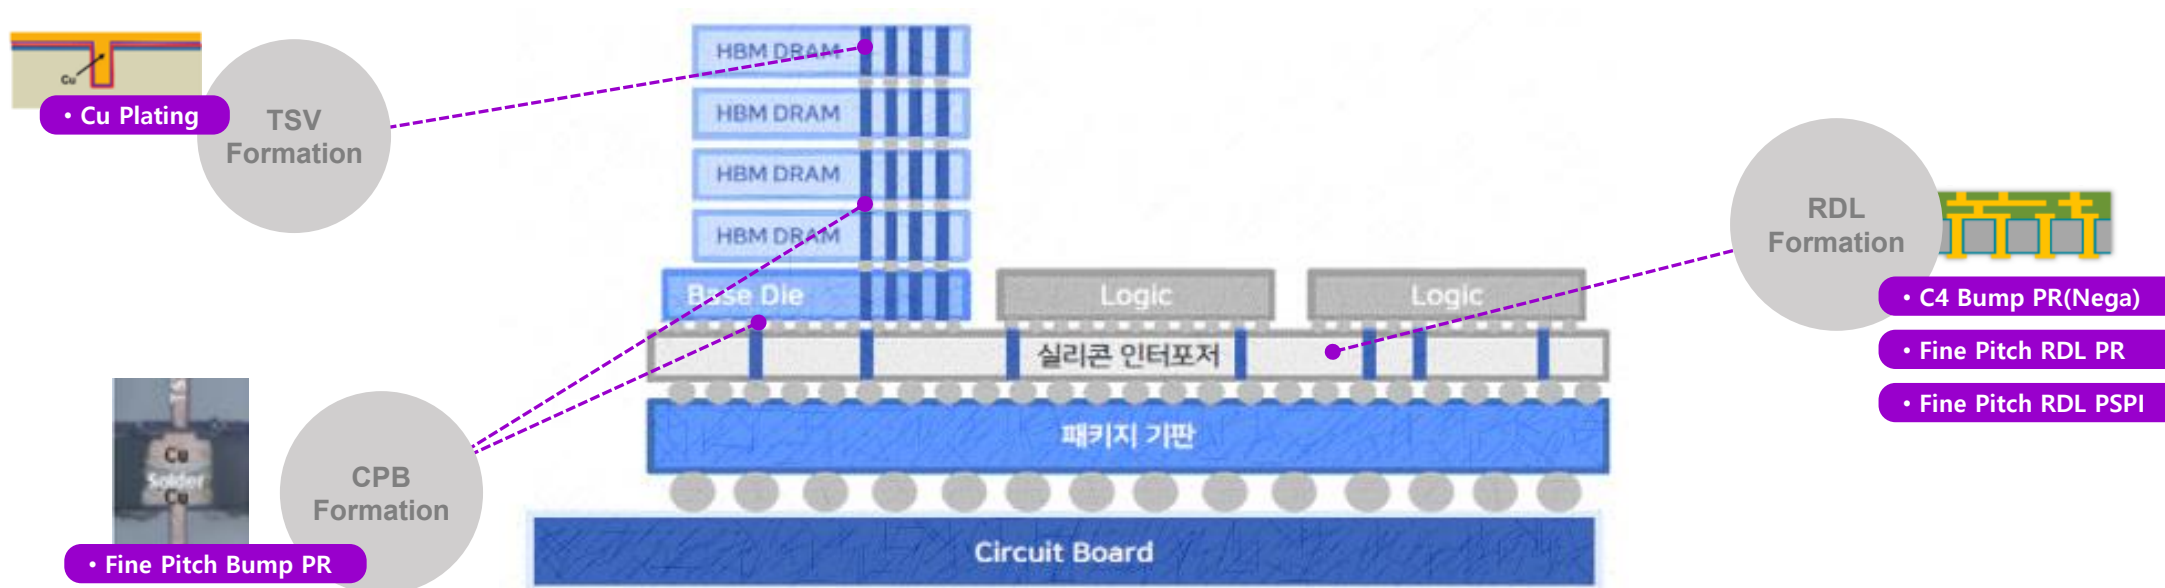 Cu
• Cu Plating
TSV
Formation
HBM DRAM
HBM DRAM
HBM DRAM
HBM DRAM
Base Die
Logic
Logic
실리콘 인터포저
패키지 기판
Circuit Board
RDL
Formation
• C4 Bump PR(Nega)
• Fine Pitch RDL PR
• Fine Pitch RDL PSPI
Cu
Solder
Cu
CPB
Formation
• Fine Pitch Bump PR